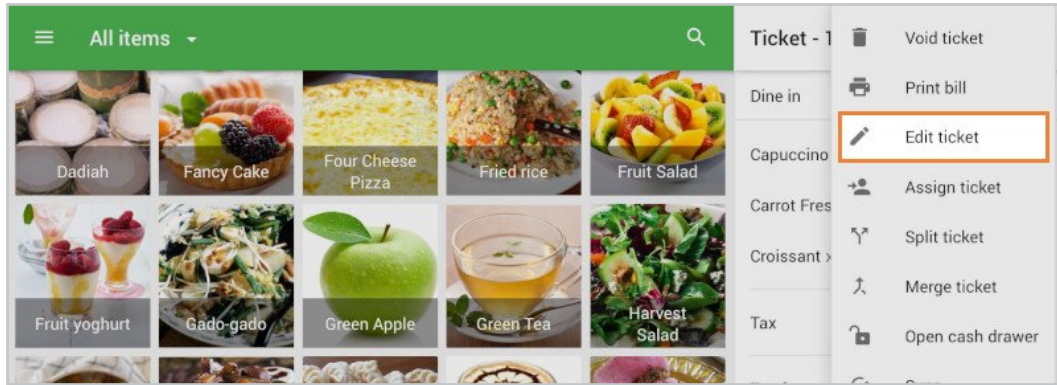 All items
Ticket - 1
Dine in
Capuccino
Carrot Fres
Croissant
Tax
Dadiah
Fancy Cake
Four Cheese
Pizza
Fried rice
Fruit Salad
Fruit yoghurt
Gado-gado
Green Apple
Green Tea
Harvest
Salad
Void ticket
Print bill
Edit ticket
Assign ticket
Split ticket
Merge ticket
Open cash drawer